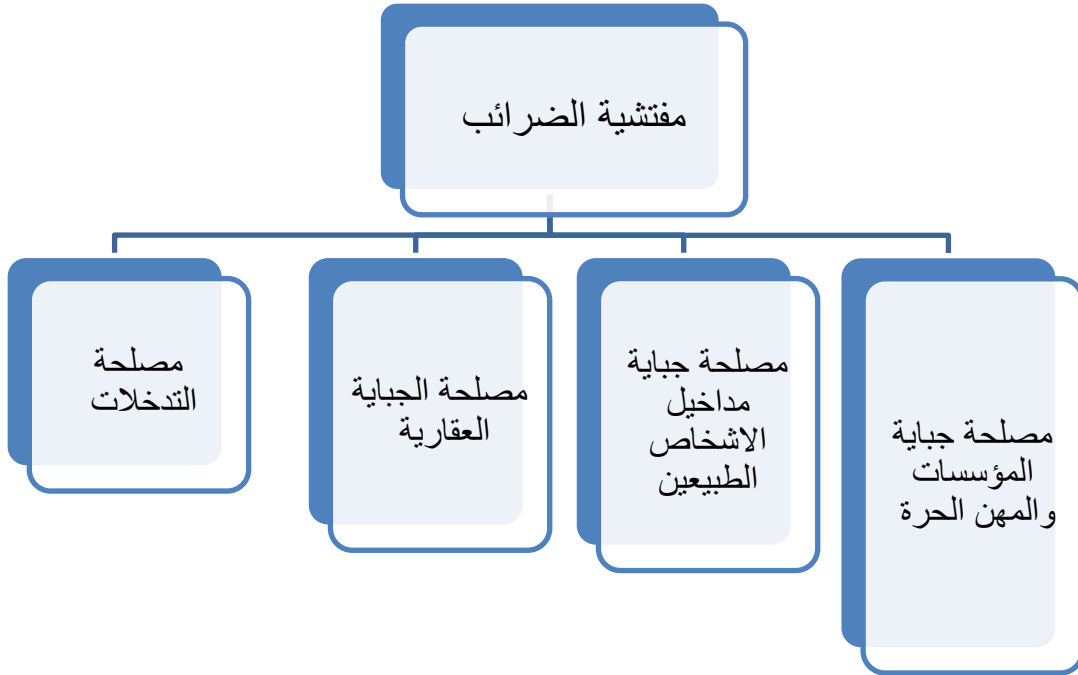 مفتشية الضرائب
مصلحة جباية
المؤسسات
والمهن الحرة
مصلحة جباية
مداخيل
الاشخاص
الطبيعين
مصلحة الجباية
العقارية
مصلحة
التدخلات